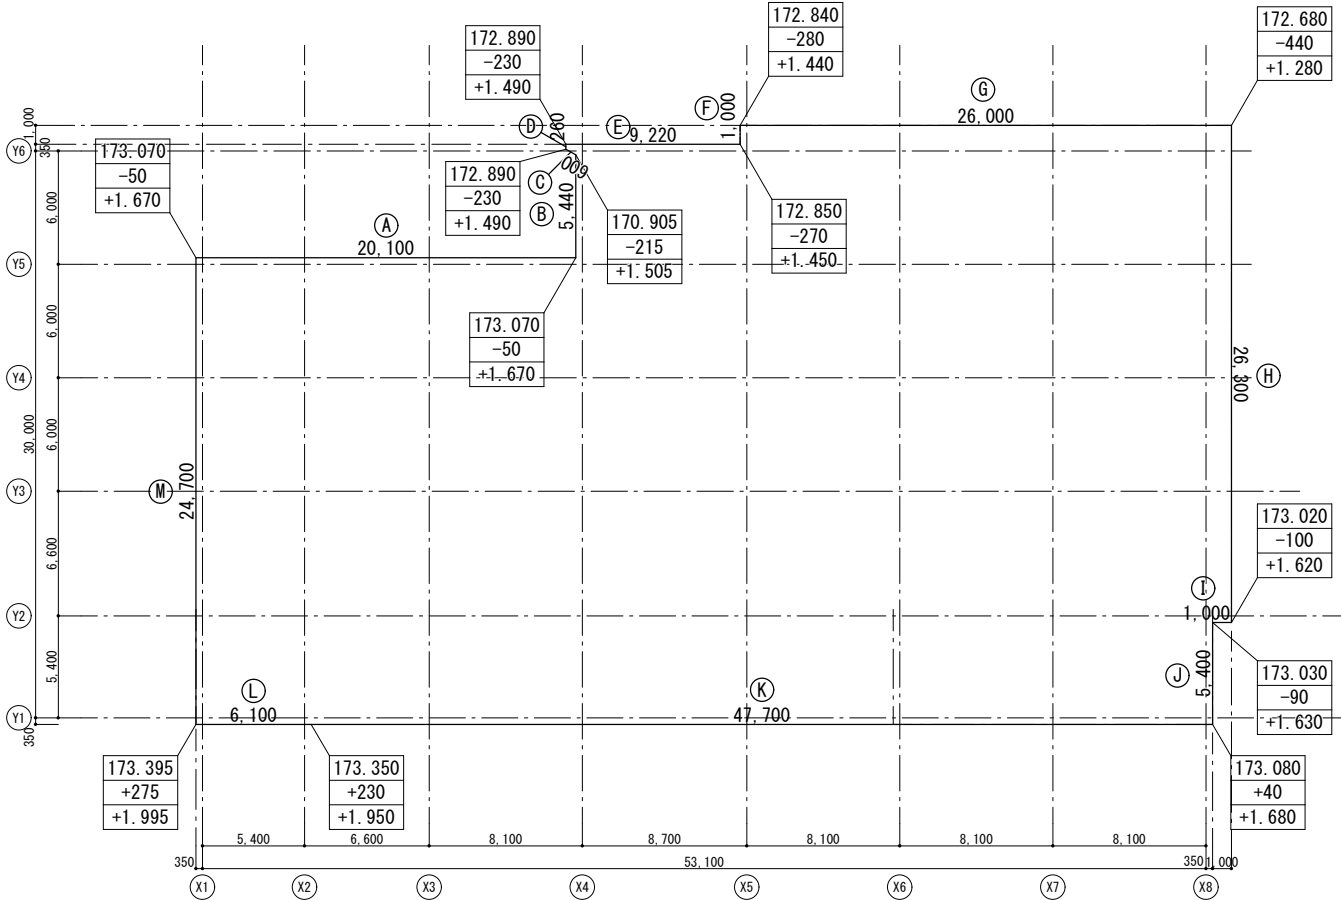 172.840
-280
+1.440
172.680
-440
+1.280
172.890
-230
+1.490
G
26,000
F
1,000
D
260
E
9,220
1,000
350
Y6
173.070
-50
+1.670
172.890
-230
+1.490
C
600
B
5,440
170.905
-215
+1.505
172.850
-270
+1.450
A
20,100
6,000
Y5
6,000
173.070
-50
+1.670
Y4
26,300
H
30,000
6,000
M
24,700
Y3
6,600
173.020
-100
+1.620
I
1,000
Y2
5,400
J
5,400
173.030
-90
+1.630
L
6,100
K
47,700
Y1
350
173.395
+275
+1.995
173.350
+230
+1.950
173.080
+40
+1.680
5,400
6,600
8,100
8,700
8,100
8,100
8,100
350
53,100
350
1,000
X1
X2
X3
X4
X5
X6
X7
X8